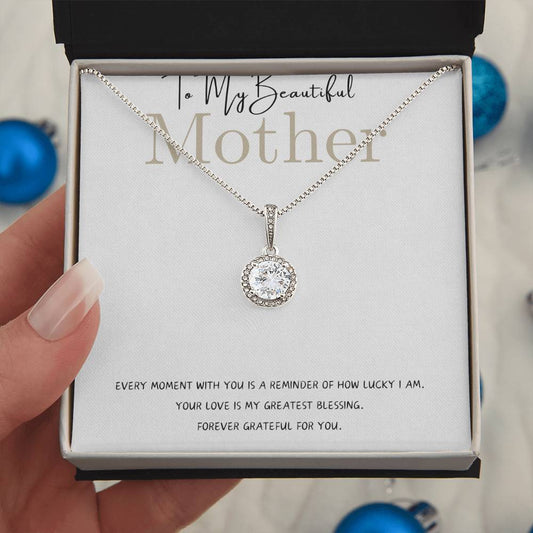 To My Beautiful
Mother
EVERY MOMENT WITH YOU IS A REMINDER OF HOW LUCKY I AM.
YOUR LOVE IS MY GREATEST BLESSING.
FOREVER GRATEFUL FOR YOU.